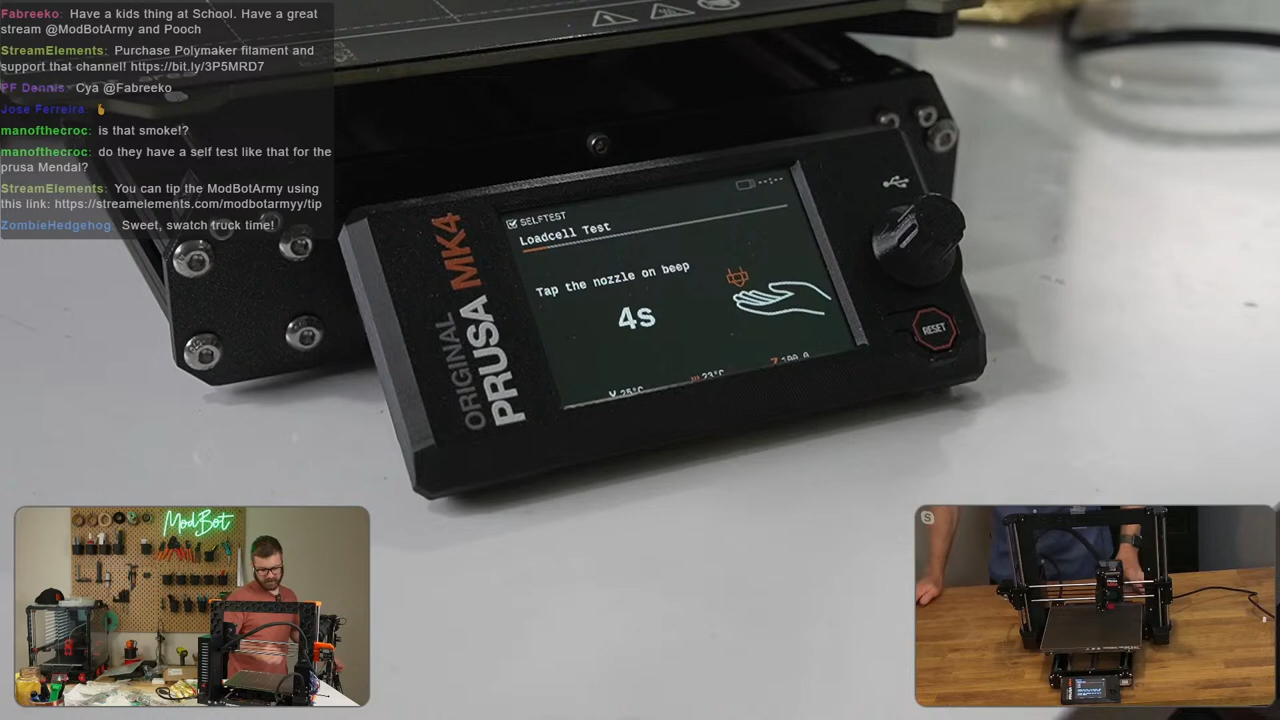 Fabreeko: Have a kids thing at School. Have a great
stream @ModBotArmy and Pooch
StreamElements: Purchase Polymaker filament and
support that channel! https://bit.ly/3P5MRD7
PF Dennis: Cya @Fabreeko
Jose Ferreira:
manofthecroc: is that smoke!?
manofthecroc: do they have a self test like that for the
prusa Mendal?
StreamElements: You can tip the ModBotArmy using
this link: https://streamelements.com/modbotarmyy/tip
ZombieHedgehog: Sweet, swatch truck time!
SELFTEST
Loadcell Test
Tap the nozzle on beep
4s
23°C
25°C
ORIGINAL
PRUSA MK4
RESET
ModBot
S